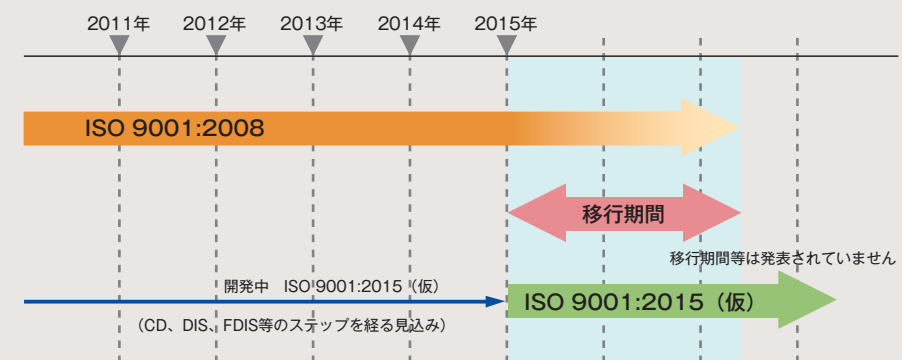 2011年 2012年 2013年 2014年 2015年
ISO 9001:2008
移行期間
移行期間等は発表されていません
開発中 ISO 9001:2015（仮）
ISO 9001:2015（仮）
（CD、DIS、FDIS等のステップを経る見込み）